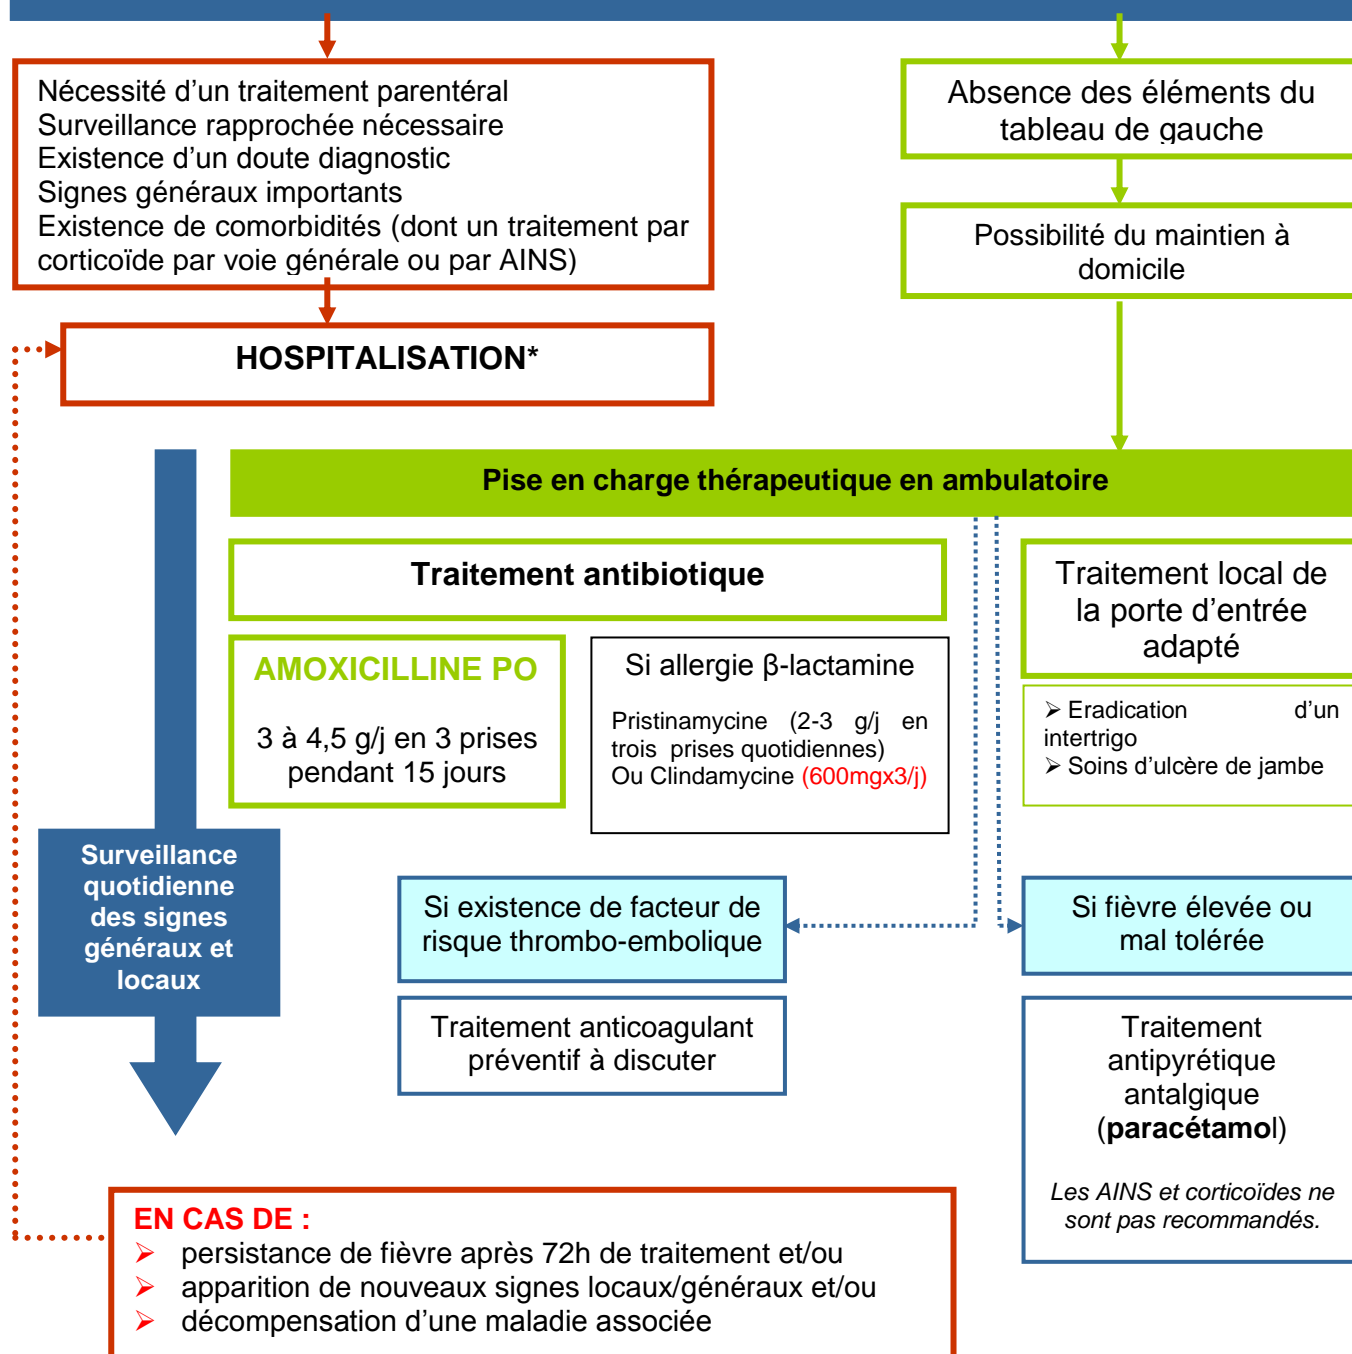 Nécessité d’un traitement parentéral
Surveillance rapprochée nécessaire
Existence d’un doute diagnostic
Signes généraux importants
Existence de comorbidités (dont un traitement par
corticoïde par voie générale ou par AINS)
Absence des éléments du
tableau de gauche
Possibilité du maintien à
domicile
HOSPITALISATION*
Pise en charge thérapeutique en ambulatoire
Traitement antibiotique
AMOXICILLINE PO
3 à 4,5 g/j en 3 prises
pendant 15 jours
Si allergie β-lactamine
Pristinamycine (2-3 g/j en
trois prises quotidiennes)
Ou Clindamycine (600mgx3/j)
Traitement local de
la porte d’entrée
adapté
➢ Eradication d’un
intertrigo
➢ Soins d’ulcère de jambe
Surveillance
quotidienne
des signes
généraux et
locaux
Si existence de facteur de
risque thrombo-embolique
Traitement anticoagulant
préventif à discuter
Si fièvre élevée ou
mal tolérée
Traitement
antipyrétique
antalgique
(paracétamol)
Les AINS et corticoïdes ne
sont pas recommandés.
EN CAS DE :
➢ persistance de fièvre après 72h de traitement et/ou
➢ apparition de nouveaux signes locaux/généraux et/ou
➢ décompensation d’une maladie associée